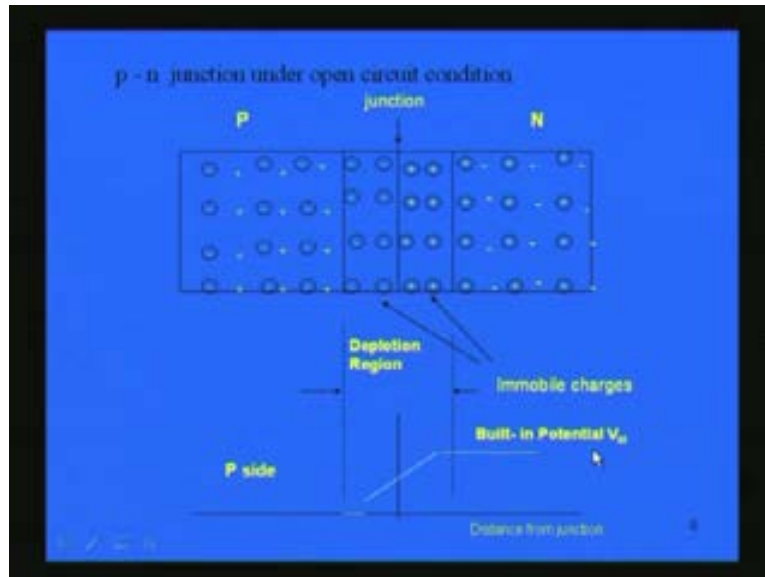 p - n junction under open circuit condition
junction
P
N
Depletion
Region
Immobile charges
Built- in Potential V
P side
Distance from junction